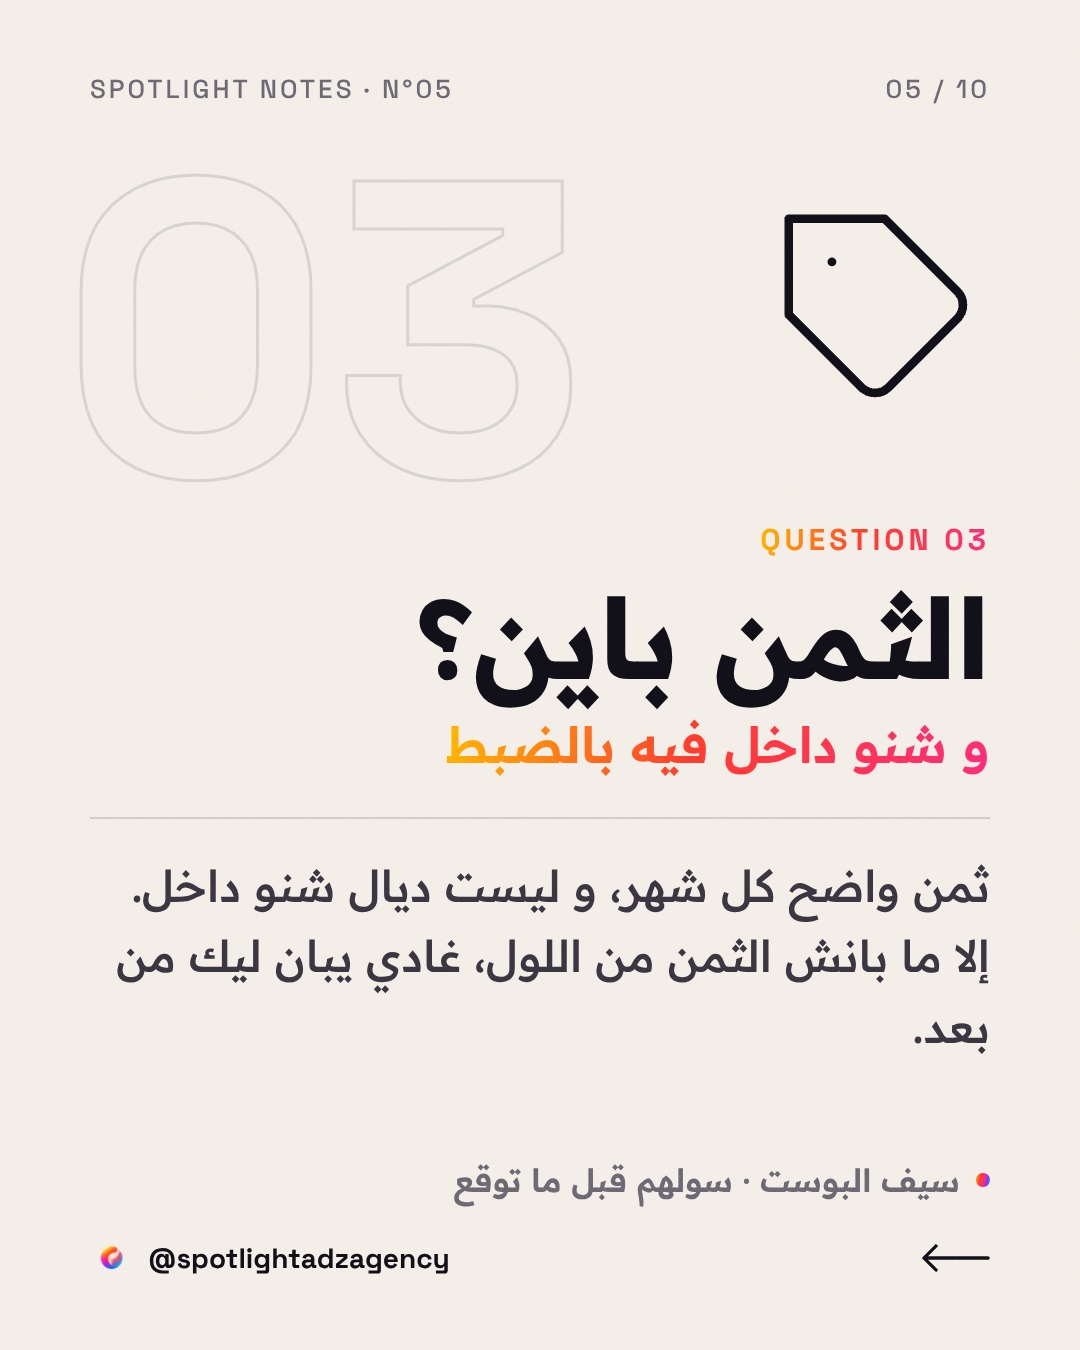 SPOTLIGHT NOTES · N°05
05 / 10
03
QUESTION 03
الثمن باين؟
و شنو داخل فيه بالضبط
ثمن واضح كل شهر، و ليست ديال شنو داخل.
إلا ما بانش الثمن من اللول، غادي يبان ليك من
بعد.
سيف البوست · سولهم قبل ما توقع
@spotlightadzagency